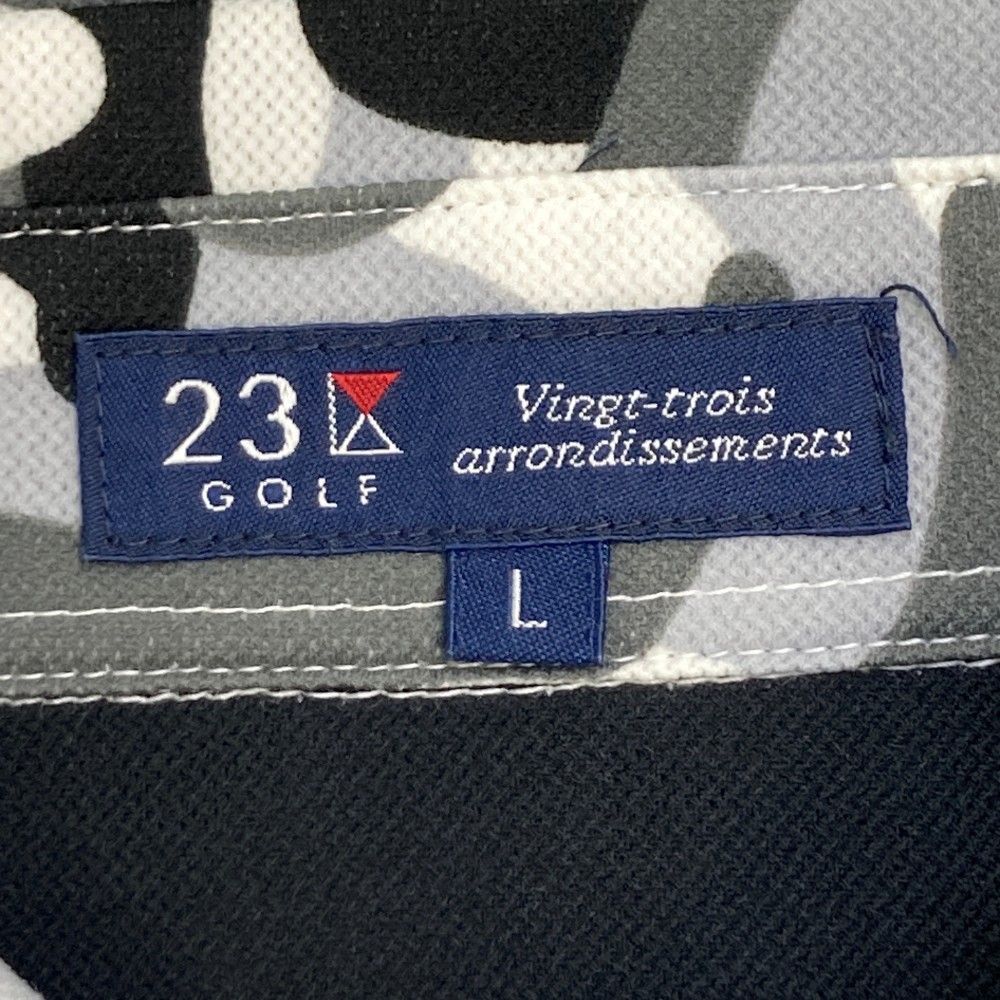 23
GOLF
Vingt-trois
arrondissements
L